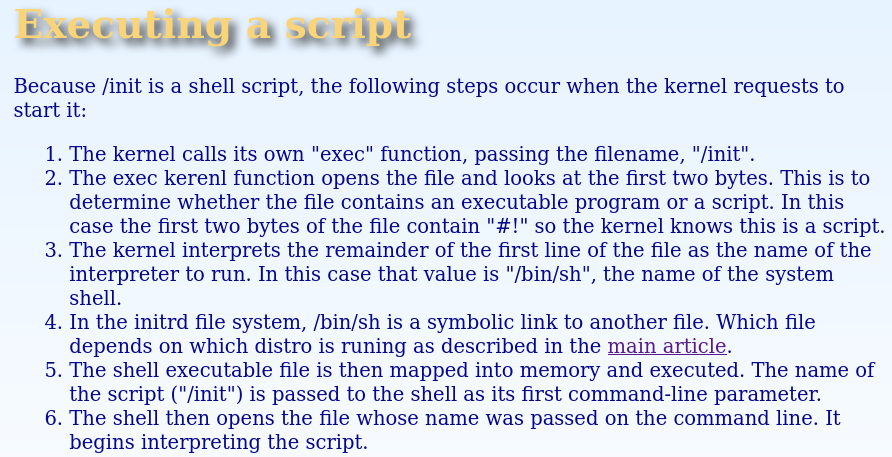 Executing a script
Because /init is a shell script, the following steps occur when the kernel requests to
start it:
1. The kernel calls its own "exec" function, passing the filename, "/init".
2. The exec kerenl function opens the file and looks at the first two bytes. This is to
determine whether the file contains an executable program or a script. In this
case the first two bytes of the file contain "#!" so the kernel knows this is a script.
3. The kernel interprets the remainder of the first line of the file as the name of the
interpreter to run. In this case that value is "/bin/sh", the name of the system
shell.
4. In the initrd file system, /bin/sh is a symbolic link to another file. Which file
depends on which distro is runing as described in the main article.
5. The shell executable file is then mapped into memory and executed. The name of
the script ("/init") is passed to the shell as its first command-line parameter.
6. The shell then opens the file whose name was passed on the command line. It
begins interpreting the script.